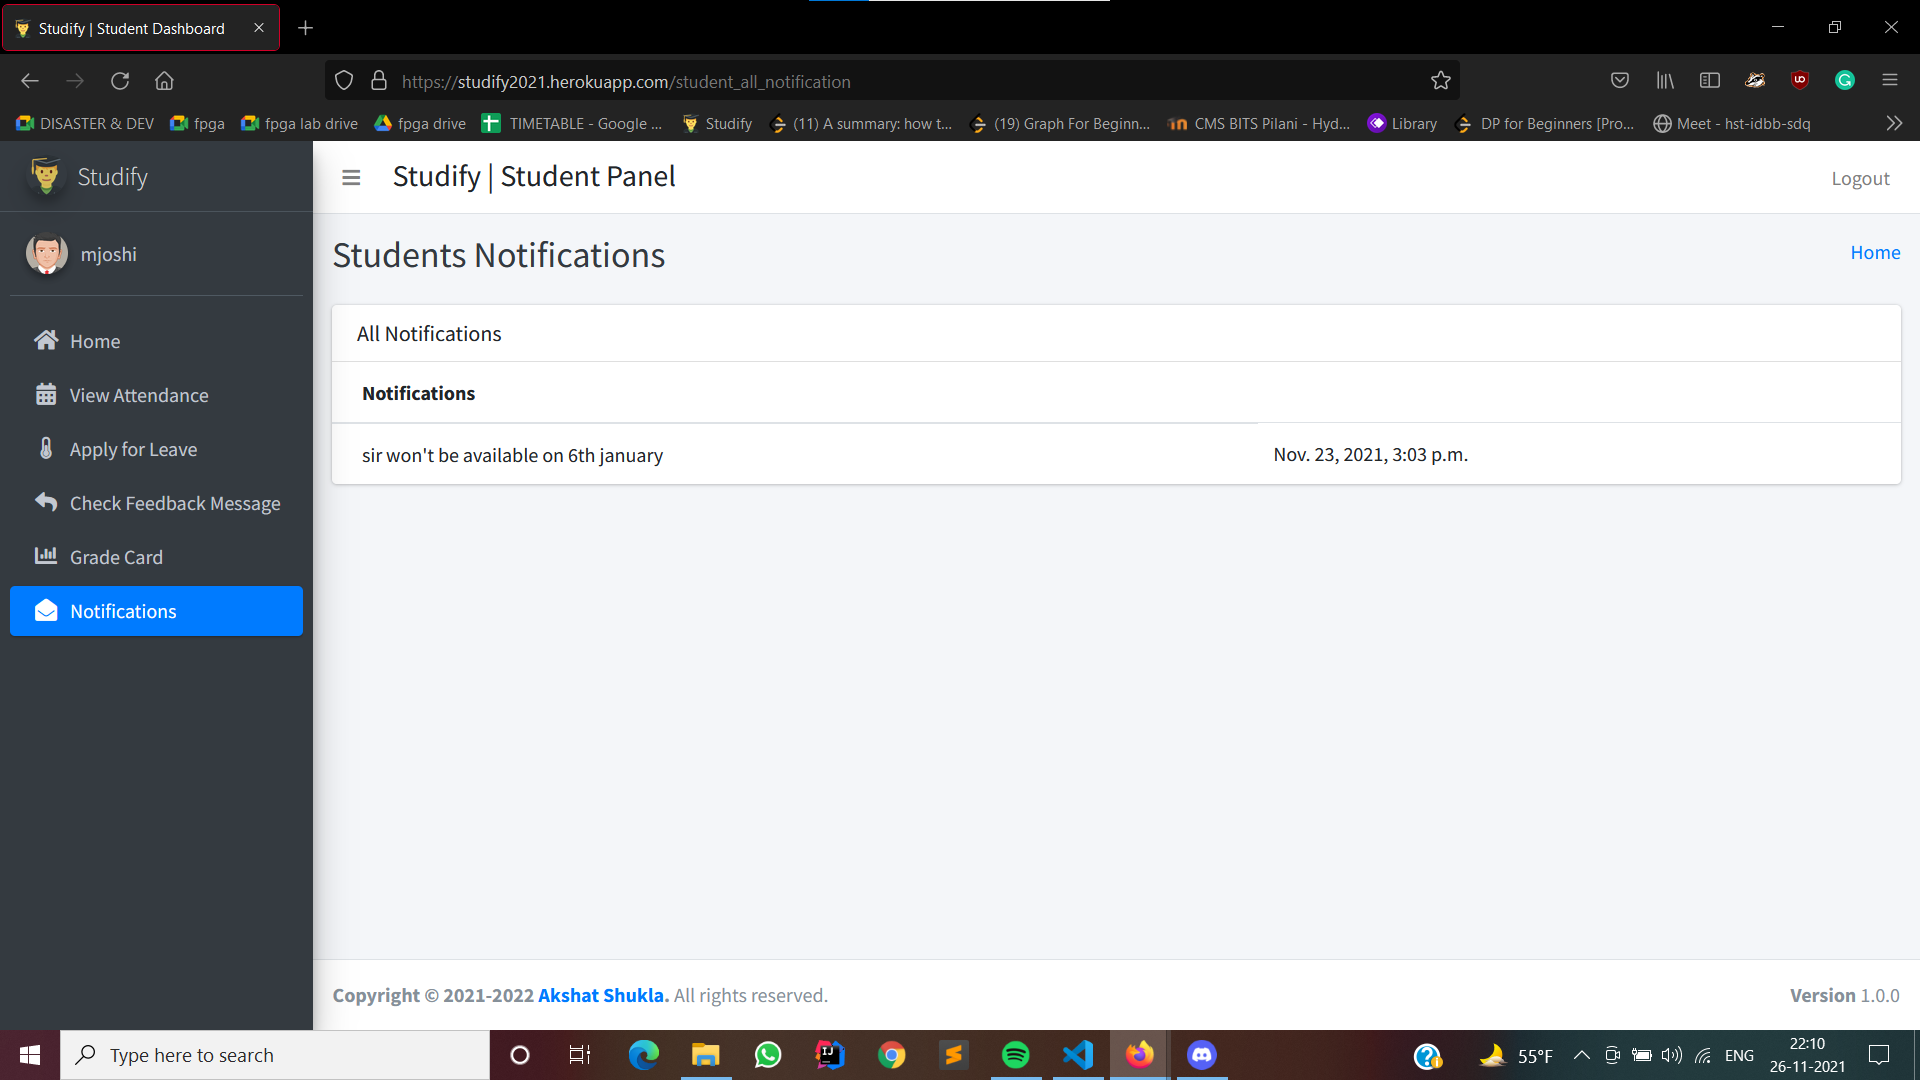 Studify | Student Dashboard
https://studify2021.herokuapp.com/student_all_notification
DISASTER & DEV fpga fpga lab drive fpga drive TIMETABLE - Google ... Studify (11) A summary: how t... (19) Graph For Beginn... CMS BITS Pilani - Hyd... Library DP for Beginners [Pro... Meet - hst-idbb-sdq
Studify
Studify | Student Panel
Logout
mjoshi
Students Notifications
Home
Home
View Attendance
Apply for Leave
Check Feedback Message
Grade Card
Notifications
All Notifications
Notifications
sir won't be available on 6th january Nov. 23, 2021, 3:03 p.m.
Copyright © 2021-2022 Akshat Shukla. All rights reserved.
Version 1.0.0
Type here to search
55°F
ENG
22:10
26-11-2021